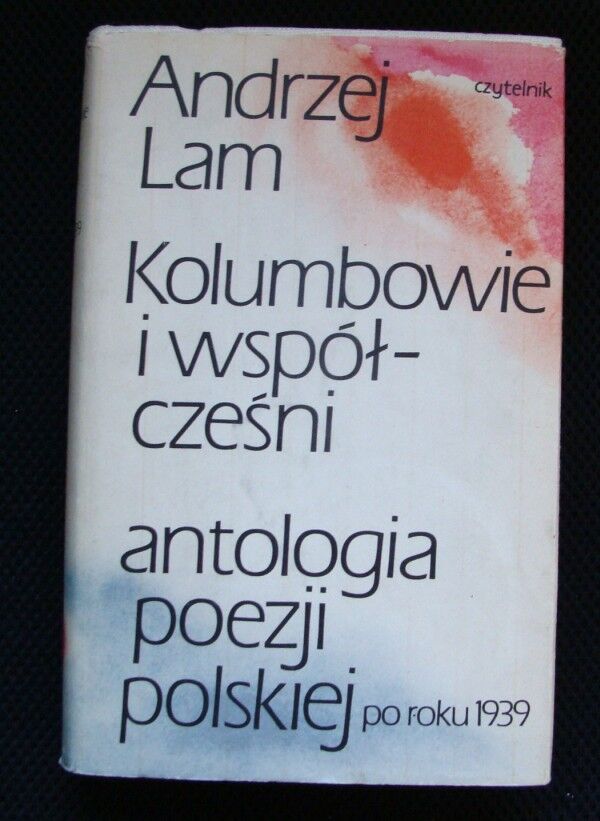 Andrzej
Lam
czytelnik
Kolumbowie
i współ-
cześni
antologia
poezji
polskiej po roku 1939